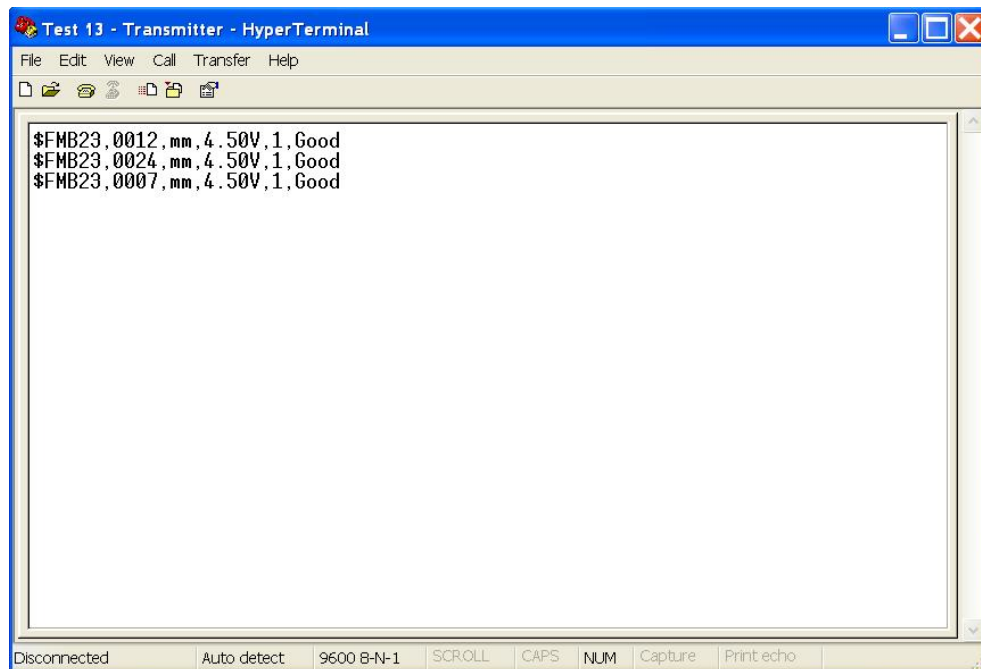 Test 13 - Transmitter - HyperTerminal
File Edit View Call Transfer Help
$FMB23,0012,mm,4.50V,1,Good
$FMB23,0024,mm,4.50V,1,Good
$FMB23,0007,mm,4.50V,1,Good
Disconnected Auto detect 9600 8-N-1 SCROLL CAPS NUM Capture Print echo